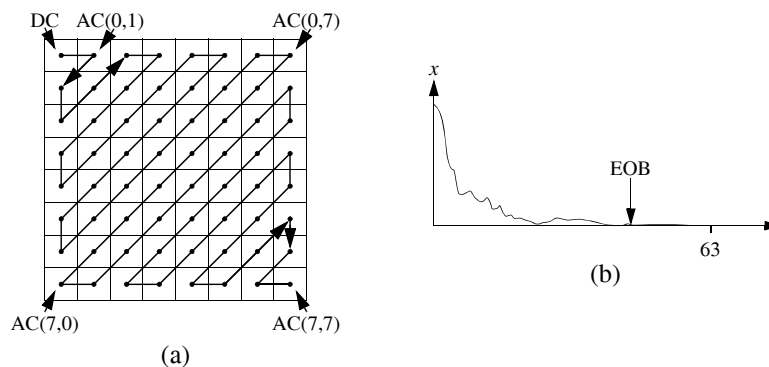 DC AC(0,1) AC(0,7)
AC(7,0) AC(7,7)
(a)
x
EOB
63
(b)